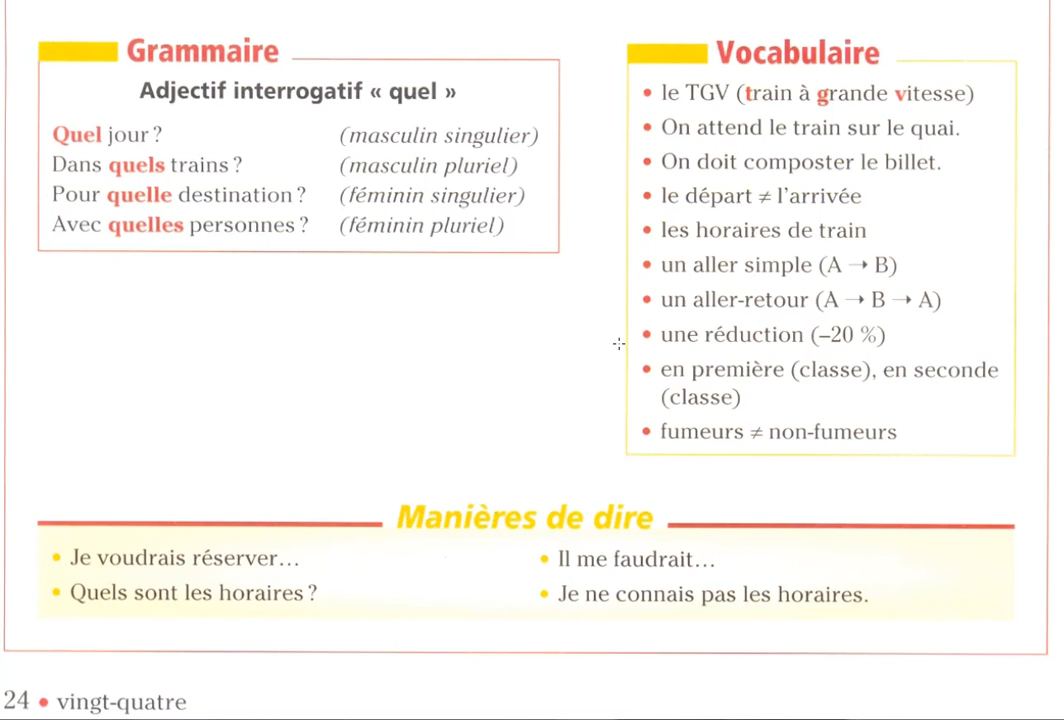 Grammaire
Adjectif interrogatif « quel »
Quel jour ? (masculin singulier)
Dans quels trains ? (masculin pluriel)
Pour quelle destination ? (féminin singulier)
Avec quelles personnes ? (féminin pluriel)
Vocabulaire
• le TGV (train à grande vitesse)
• On attend le train sur le quai.
• On doit composter le billet.
• le départ ≠ l'arrivée
• les horaires de train
• un aller simple (A → B)
• un aller-retour (A → B → A)
• une réduction (–20 %)
• en première (classe), en seconde
(classe)
• fumeurs ≠ non-fumeurs
Manières de dire
• Je voudrais réserver…
• Quels sont les horaires ?
• Il me faudrait…
• Je ne connais pas les horaires.
24 • vingt-quatre